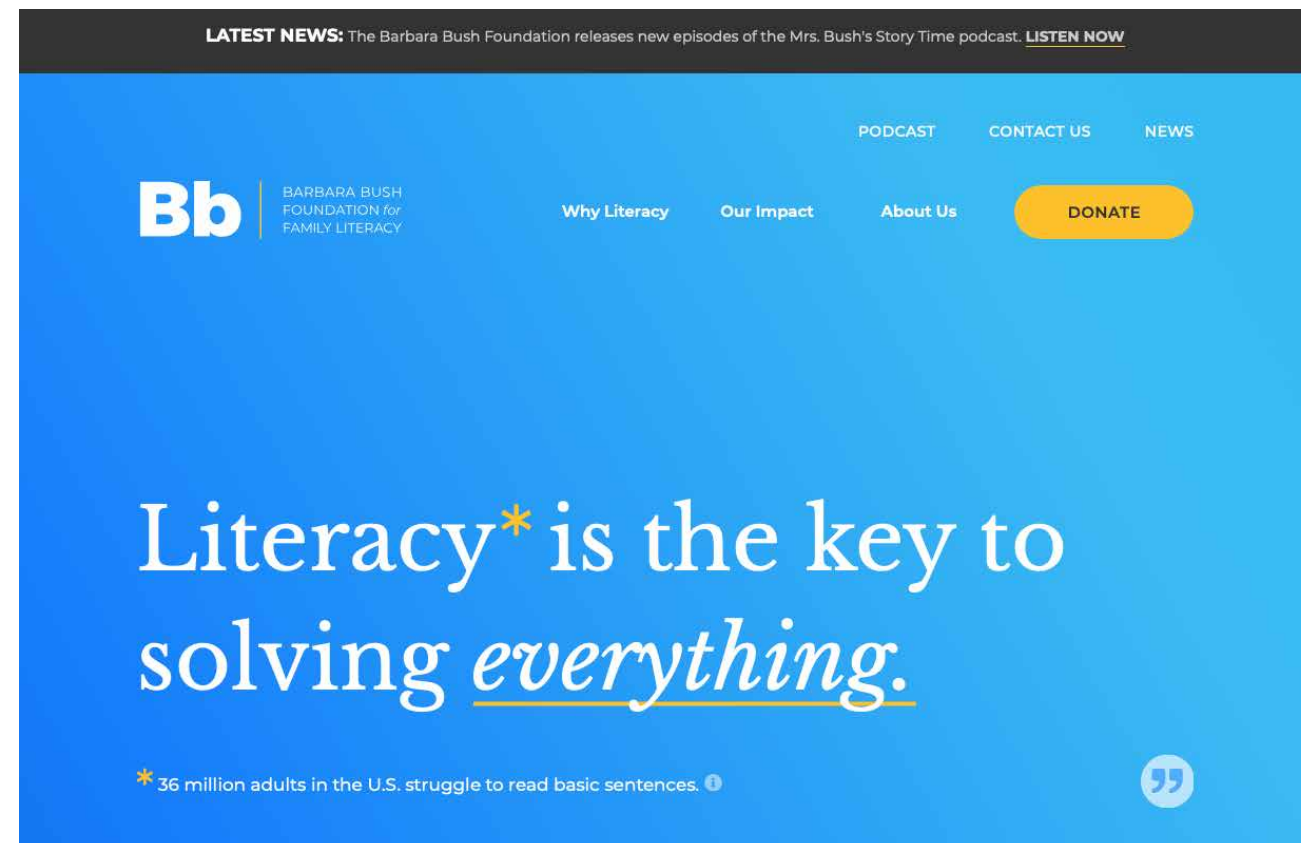 LATEST NEWS: The Barbara Bush Foundation releases new episodes of the Mrs. Bush's Story Time podcast. LISTEN NOW
PODCAST CONTACT US NEWS
Bb
BARBARA BUSH
FOUNDATION for
FAMILY LITERACY
Why Literacy Our Impact About Us DONATE
Literacy* is the key to
solving everything.
* 36 million adults in the U.S. struggle to read basic sentences.